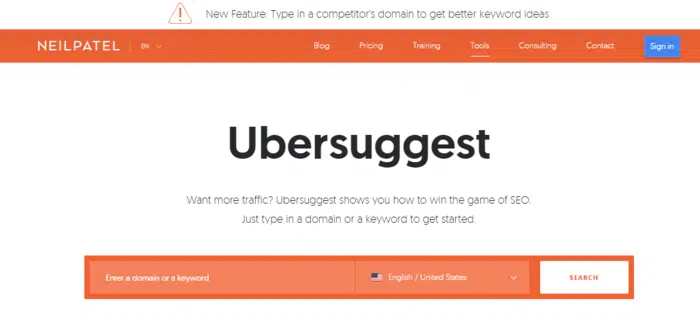 New Feature: Type in a competitor's domain to get better keyword ideas
NEILPATEL EN Blog Pricing Training Tools Consulting Contact Sign in
Ubersuggest
Want more traffic? Ubersuggest shows you how to win the game of SEO.
Just type in a domain or a keyword to get started.
Enter a domain or a keyword English / United States SEARCH